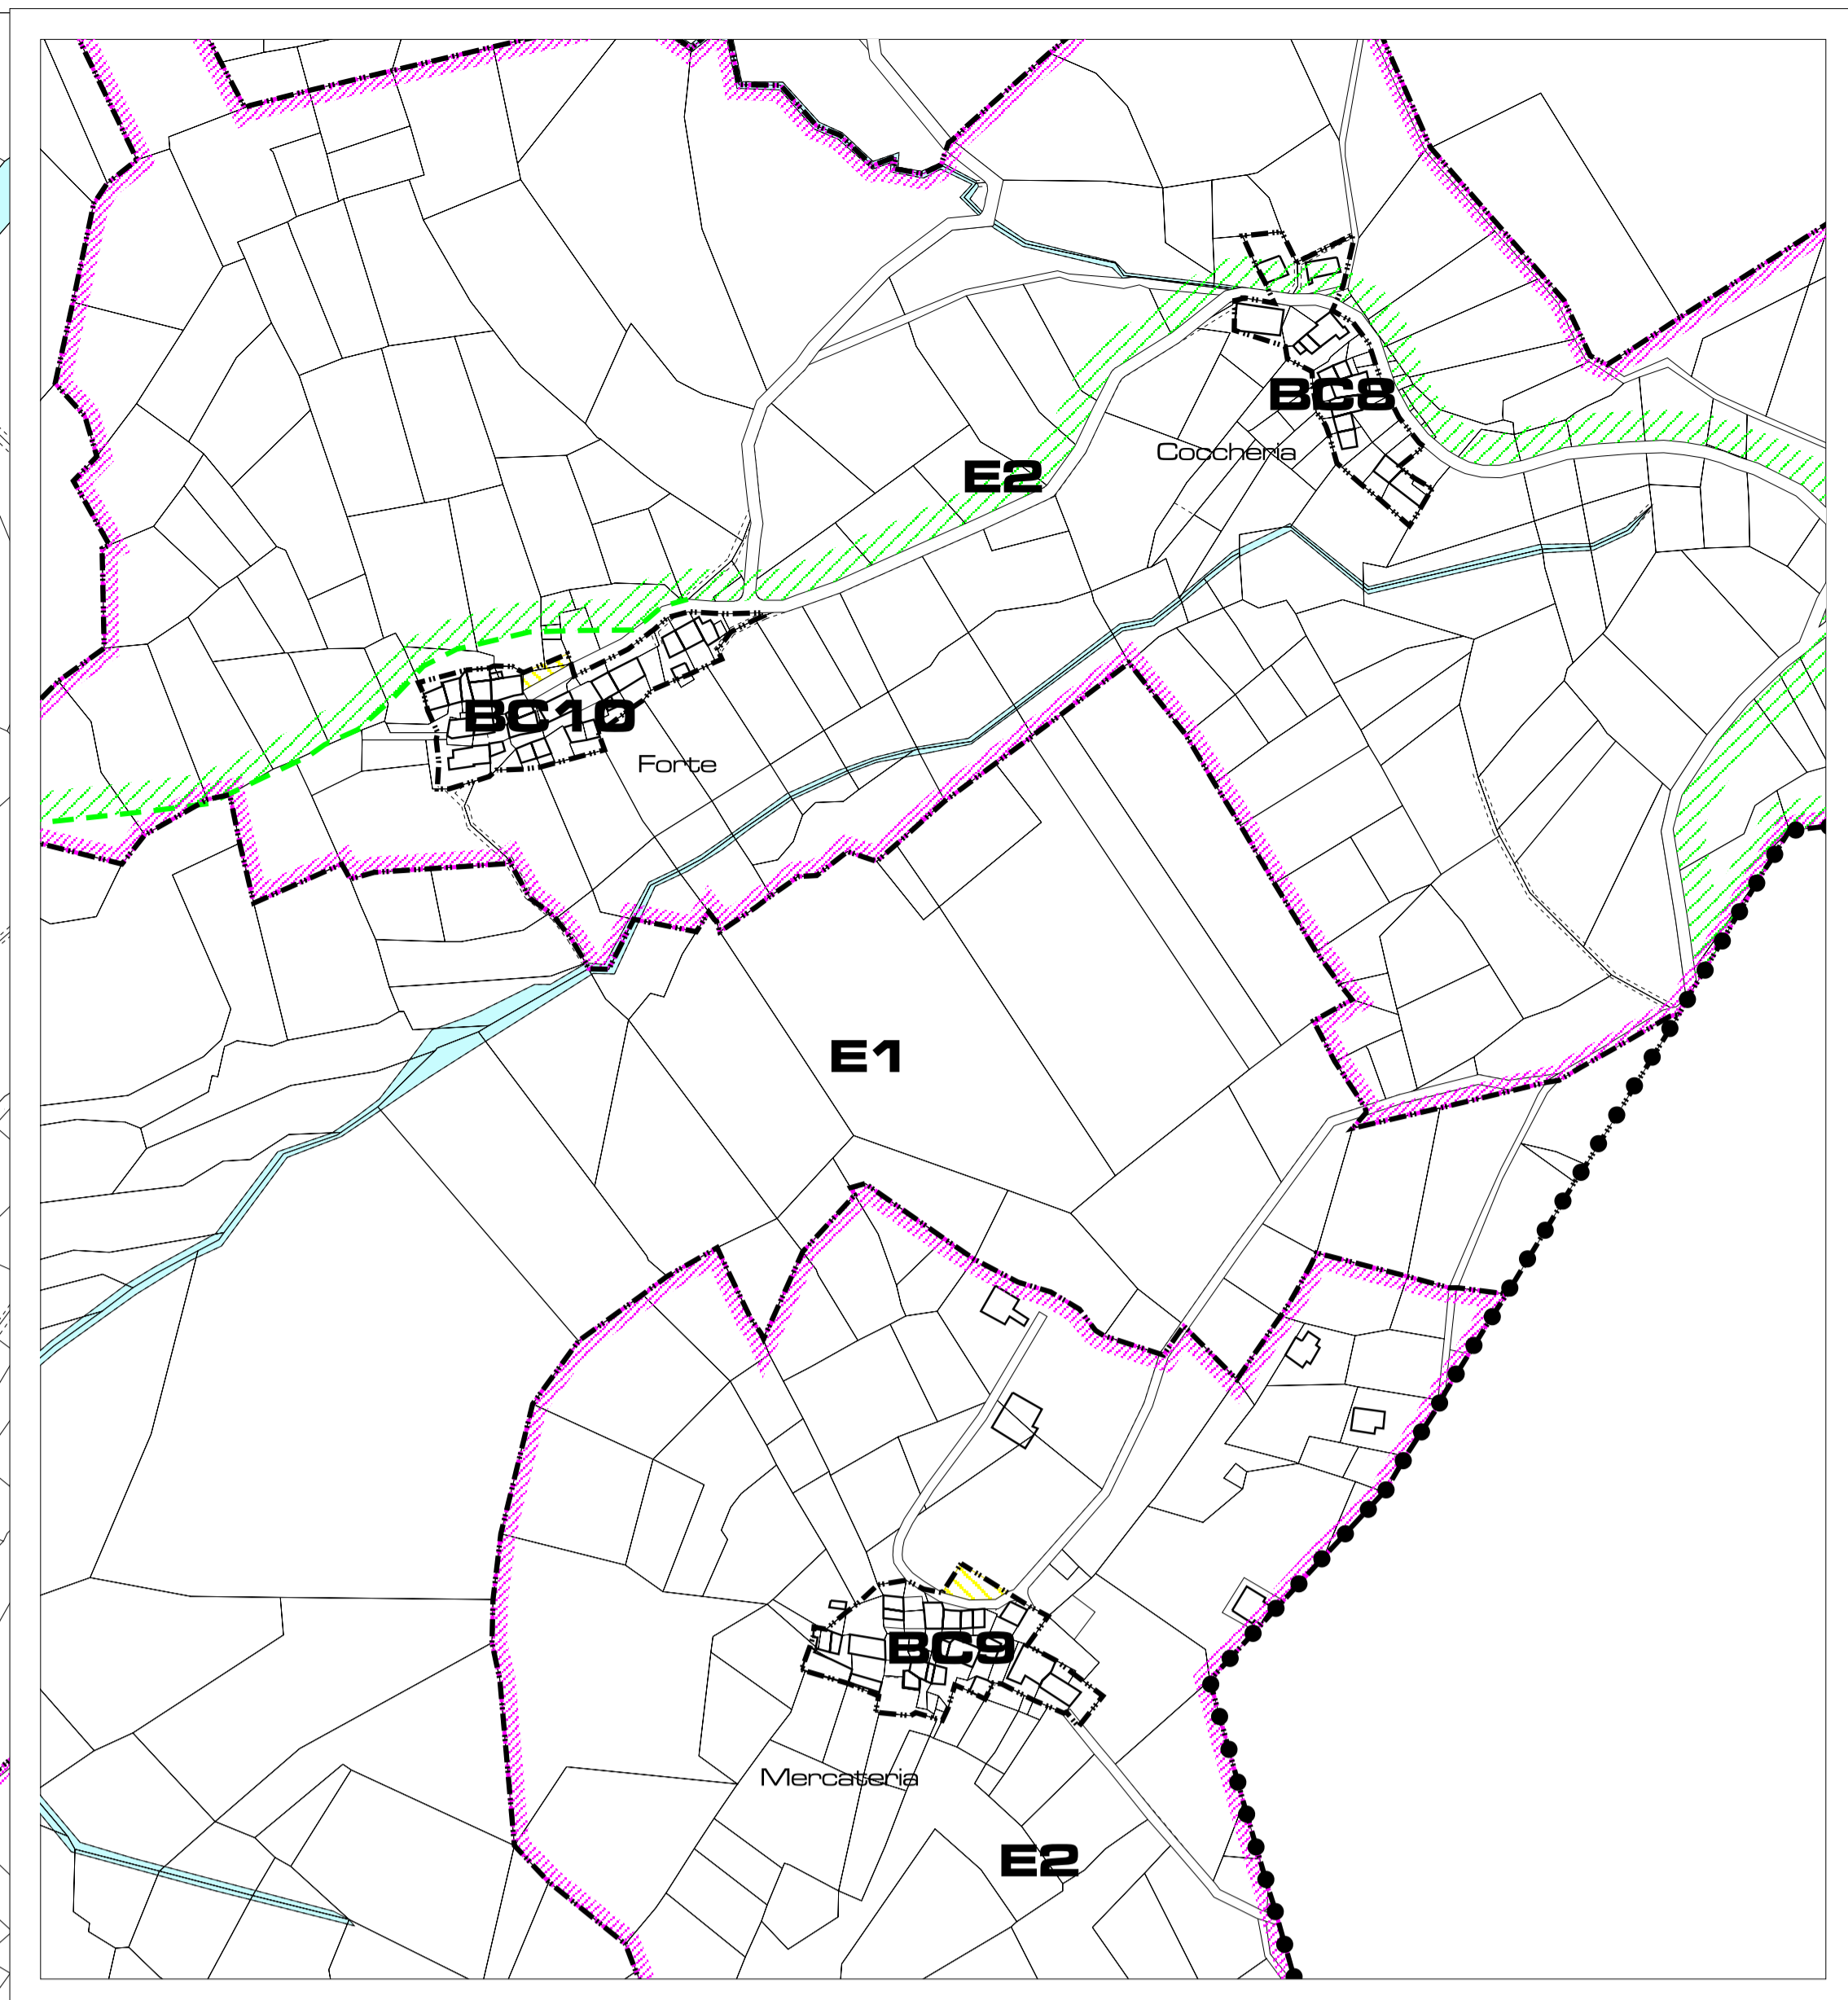 BC8
Coccheria
E2
BC10
Forte
E1
BC9
Mercateria
E2